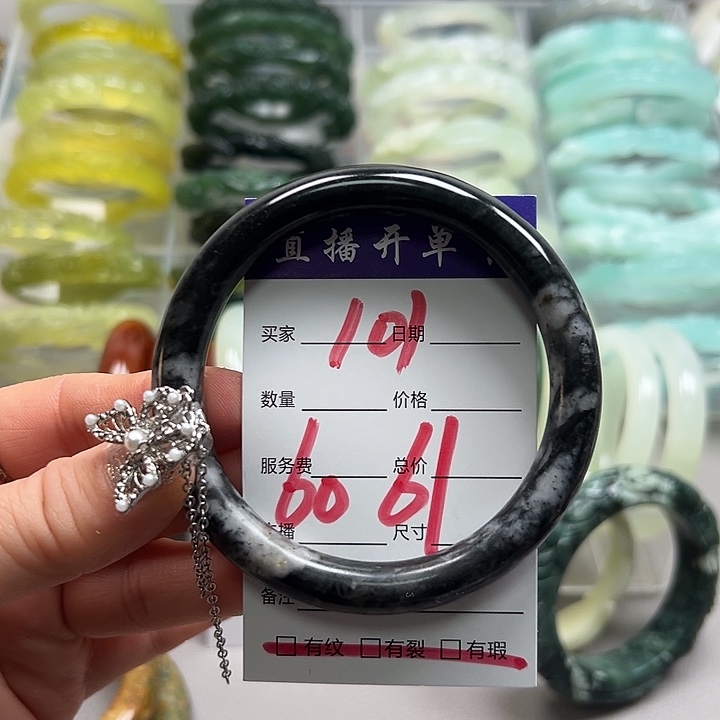 直播开单
买家 101 日期
数量 价格
服务费 总价
60 61
播 尺寸
备注
□ 有纹 □ 有裂 □ 有瑕